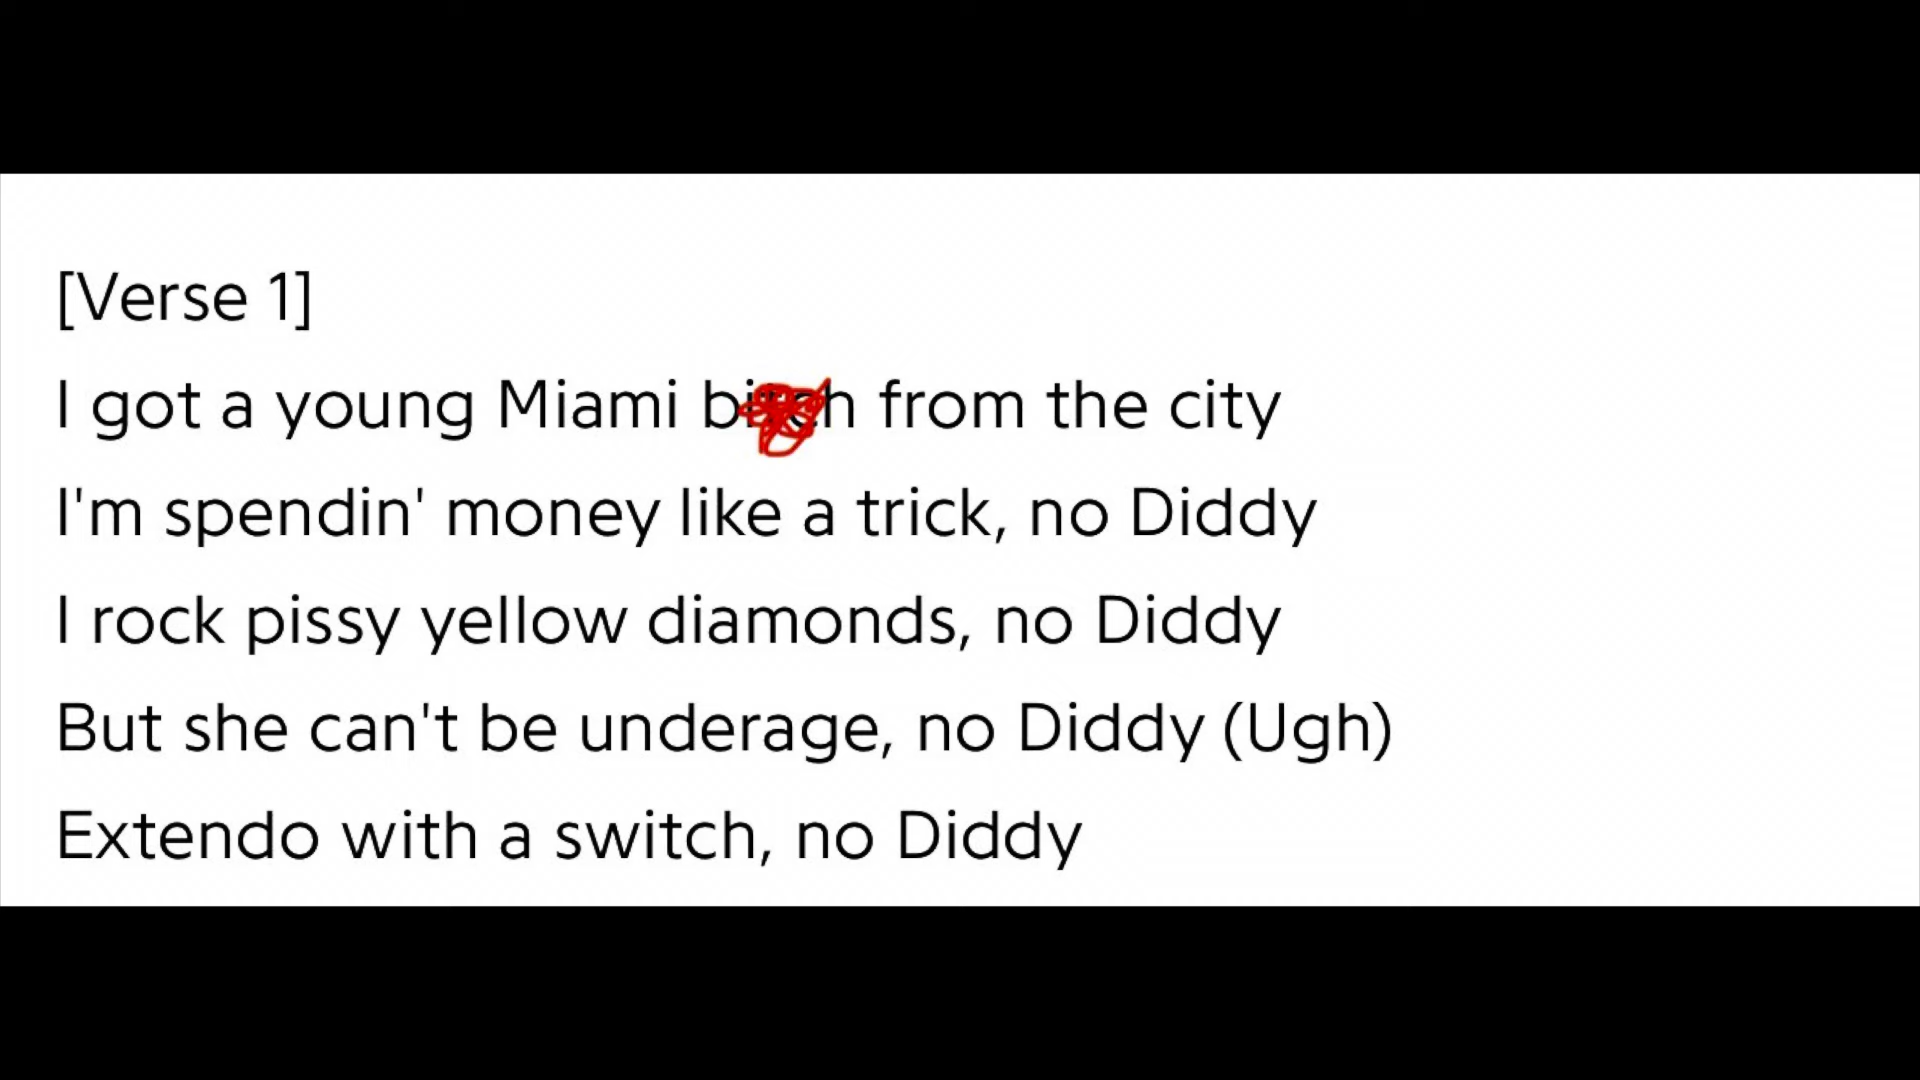 [Verse 1]
I got a young Miami bitch from the city
I'm spendin' money like a trick, no Diddy
I rock pissy yellow diamonds, no Diddy
But she can't be underage, no Diddy (Ugh)
Extendo with a switch, no Diddy